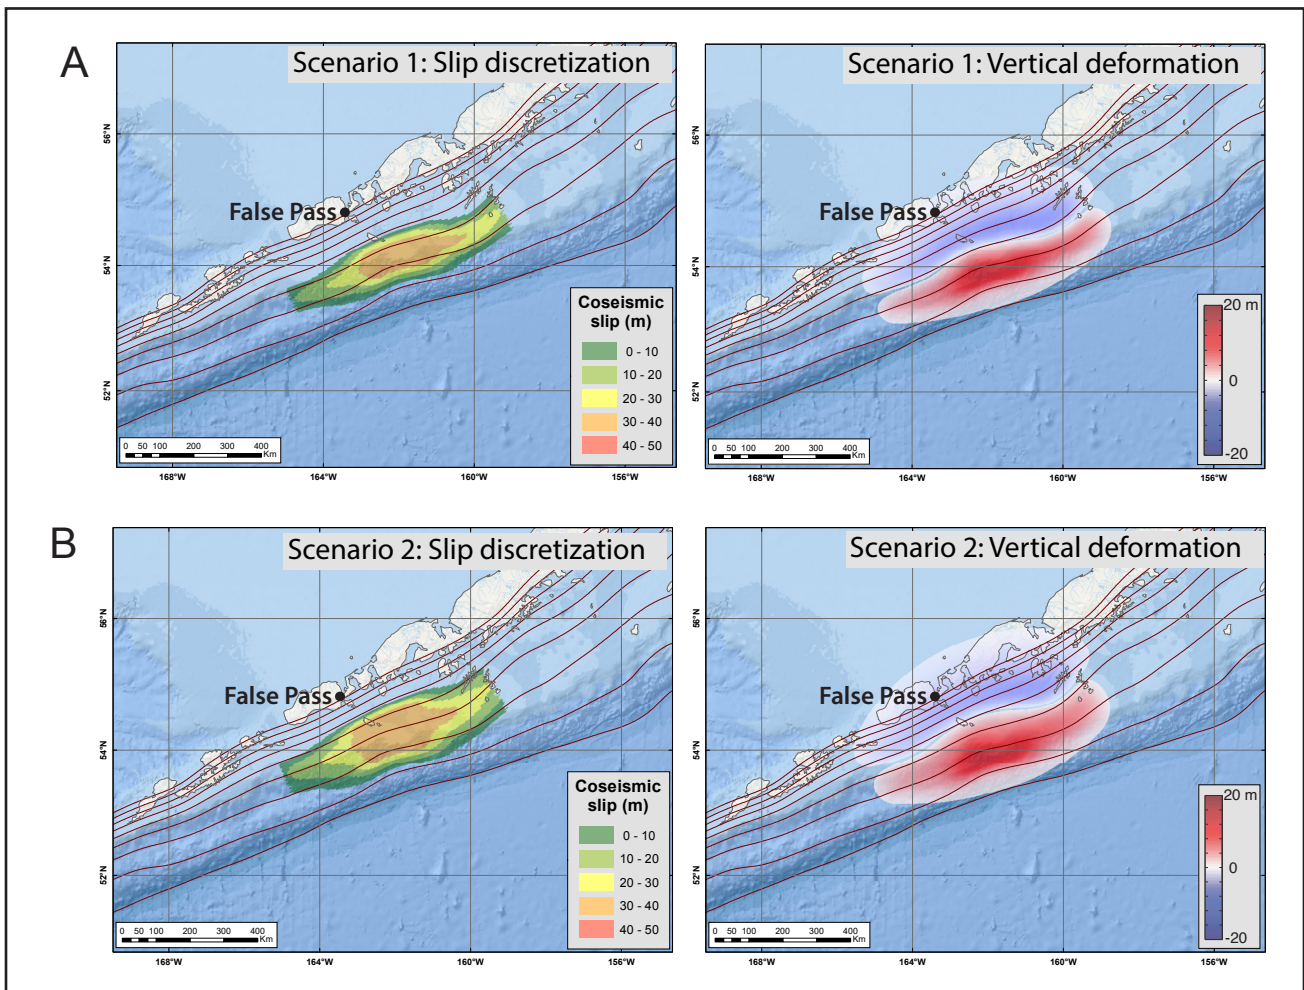 A
Scenario 1: Slip discretization
56°N
54°N
52°N
False Pass
Coseismic
slip (m)
0 - 10
10 - 20
20 - 30
30 - 40
40 - 50
0 50 100 200 300 400
Km
168°W 164°W 160°W 156°W
Scenario 1: Vertical deformation
56°N
54°N
52°N
False Pass
20 m
0
-20
0 50 100 200 300 400
Km
168°W 164°W 160°W 156°W
B
Scenario 2: Slip discretization
56°N
54°N
52°N
False Pass
Coseismic
slip (m)
0 - 10
10 - 20
20 - 30
30 - 40
40 - 50
0 50 100 200 300 400
Km
168°W 164°W 160°W 156°W
Scenario 2: Vertical deformation
56°N
54°N
52°N
False Pass
20 m
0
-20
0 50 100 200 300 400
Km
168°W 164°W 160°W 156°W